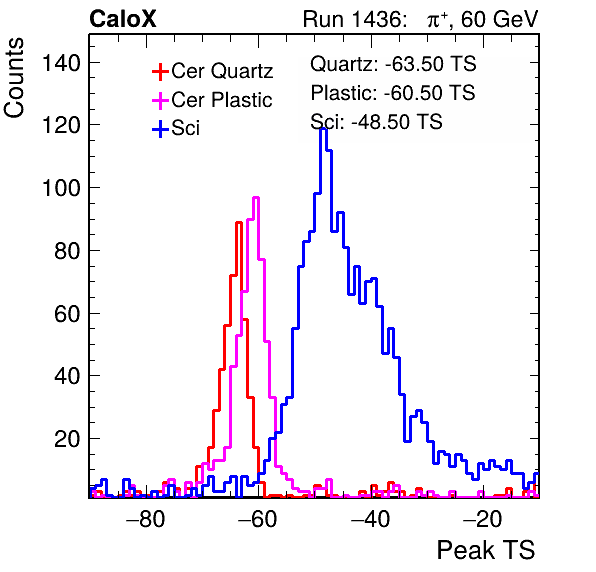 CaloX Run 1436: π⁺, 60 GeV
Counts
140
120
100
80
60
40
20
Cer Quartz
Cer Plastic
Sci
Quartz: -63.50 TS
Plastic: -60.50 TS
Sci: -48.50 TS
−80 −60 −40 −20
Peak TS